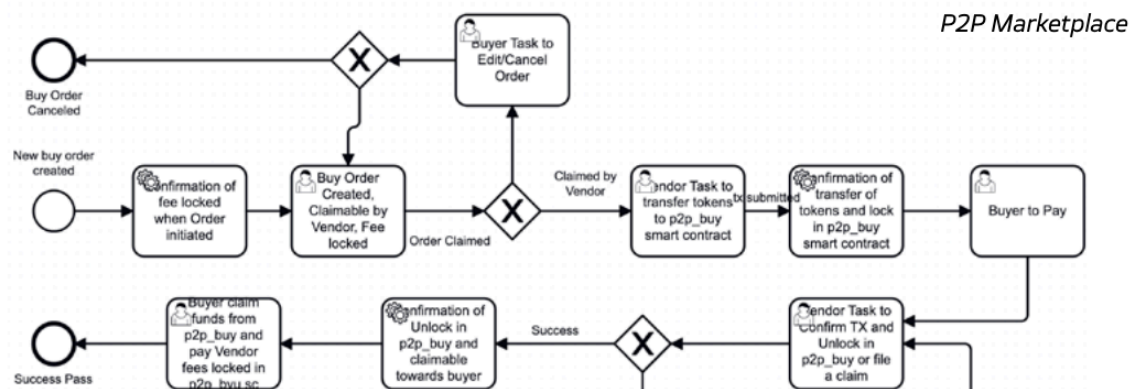 P2P Marketplace
Buyer Task to
Edit/Cancel
Order
Buy Order
Canceled
New buy order
created
onfirmation of
fee locked
when Order
initiated
Buy Order
Created,
Claimable by
Vendor, Fee
locked
Order Claimed
X
X
Claimed by
Vendor
endor Task to
transfer tokens
to p2p_buy
smart contract
tx submitted
onfirmation of
transfer of
tokens and lock
in p2p_buy
smart contract
Buyer to Pay
Success Pass
Buyer claim
funds from
p2p_buy and
pay Vendor
fees locked in
p2p_byu sc
onfirmation of
Unlock in
p2p_buy and
claimable
towards buyer
Success
X
endor Task to
Confirm TX and
Unlock in
p2p_buy or file
a claim